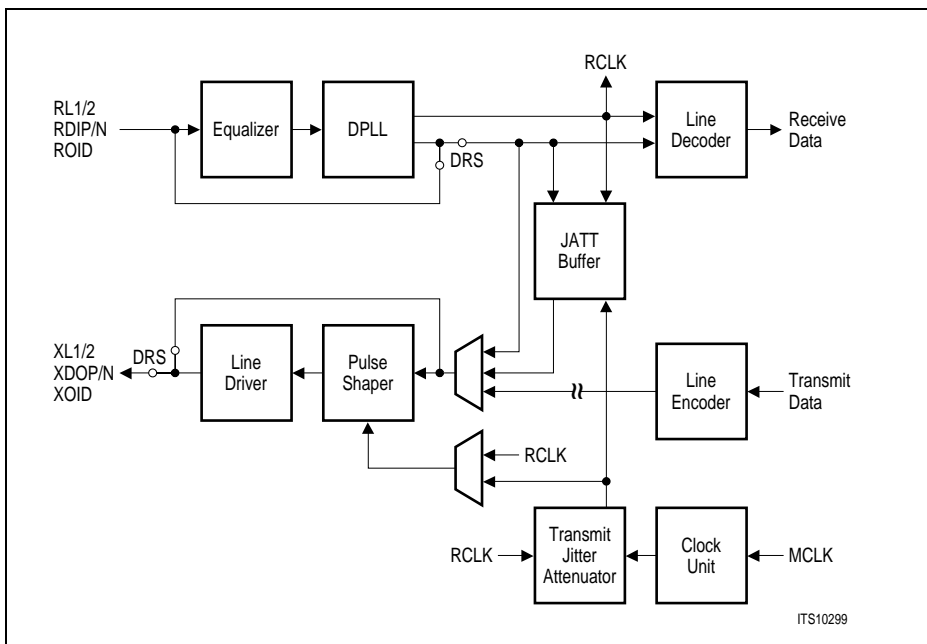 RCLK
RL1/2
RDIP/N
ROID
Equalizer
DPLL
DRS
Line
Decoder
Receive
Data
JATT
Buffer
XL1/2
XDOP/N
XOID
DRS
Line
Driver
Pulse
Shaper
Line
Encoder
Transmit
Data
RCLK
RCLK
Transmit
Jitter
Attenuator
Clock
Unit
MCLK
ITS10299